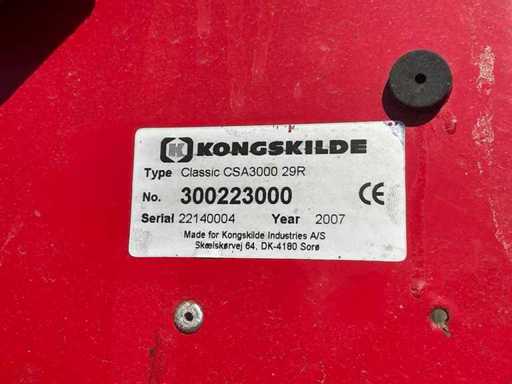 KONGSKILDE
Type Classic CSA3000 29R
No. 300223000 CE
Serial 22140004 Year 2007
Made for Kongskilde Industries A/S
Skælskørvej 64, DK-4180 Sorø